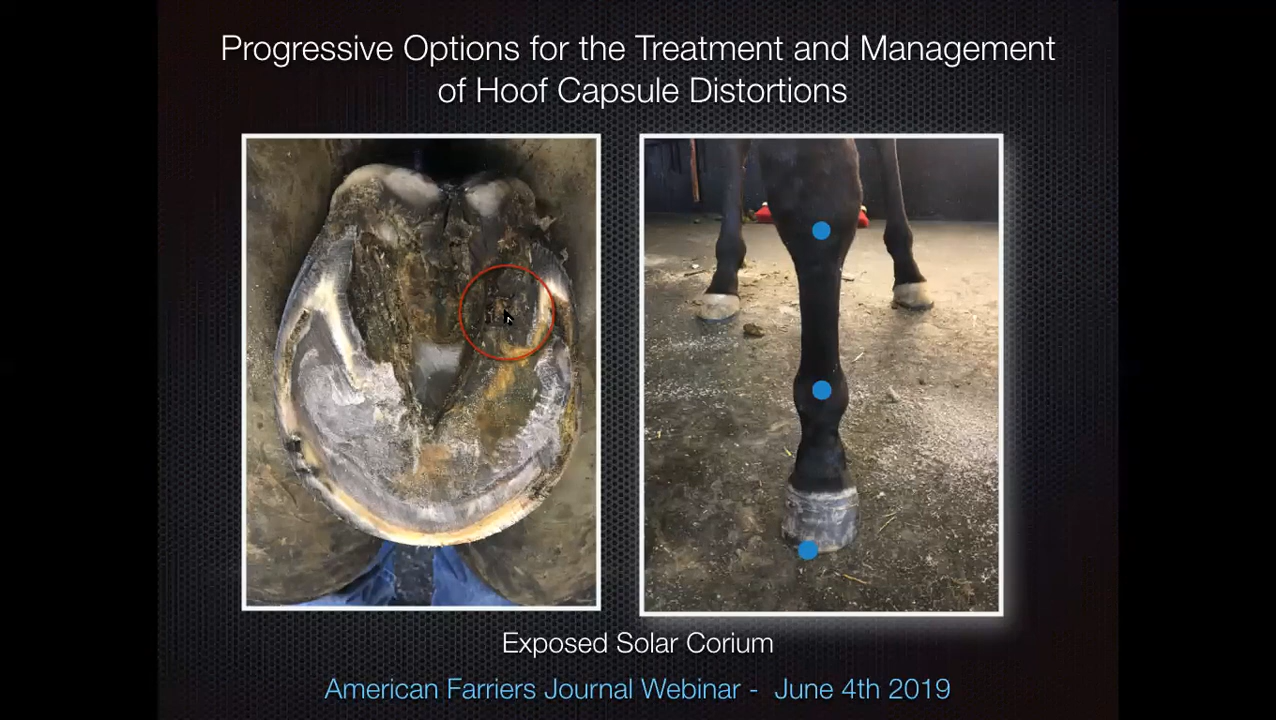 Progressive Options for the Treatment and Management
of Hoof Capsule Distortions
Exposed Solar Corium
American Farriers Journal Webinar - June 4th 2019